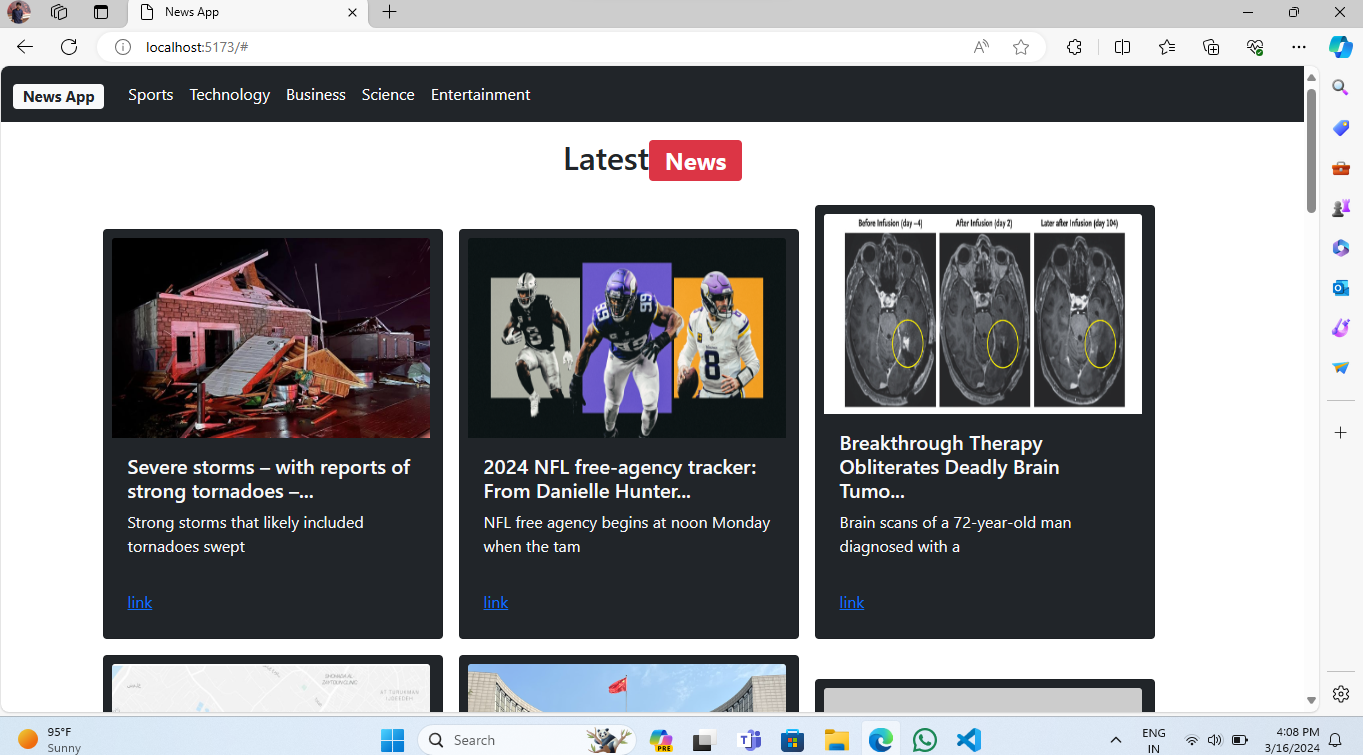 News App
localhost:5173/#
News App
Sports Technology Business Science Entertainment
Latest News
Before Infusion (day –4) After Infusion (day 2) Later after Infusion (day 104)
99
8
Severe storms – with reports of
strong tornadoes –...
Strong storms that likely included
tornadoes swept
link
2024 NFL free-agency tracker:
From Danielle Hunter...
NFL free agency begins at noon Monday
when the tam
link
Breakthrough Therapy
Obliterates Deadly Brain
Tumo...
Brain scans of a 72-year-old man
diagnosed with a
link
95°F
Sunny
Search
PRE
ENG
IN
4:08 PM
3/16/2024